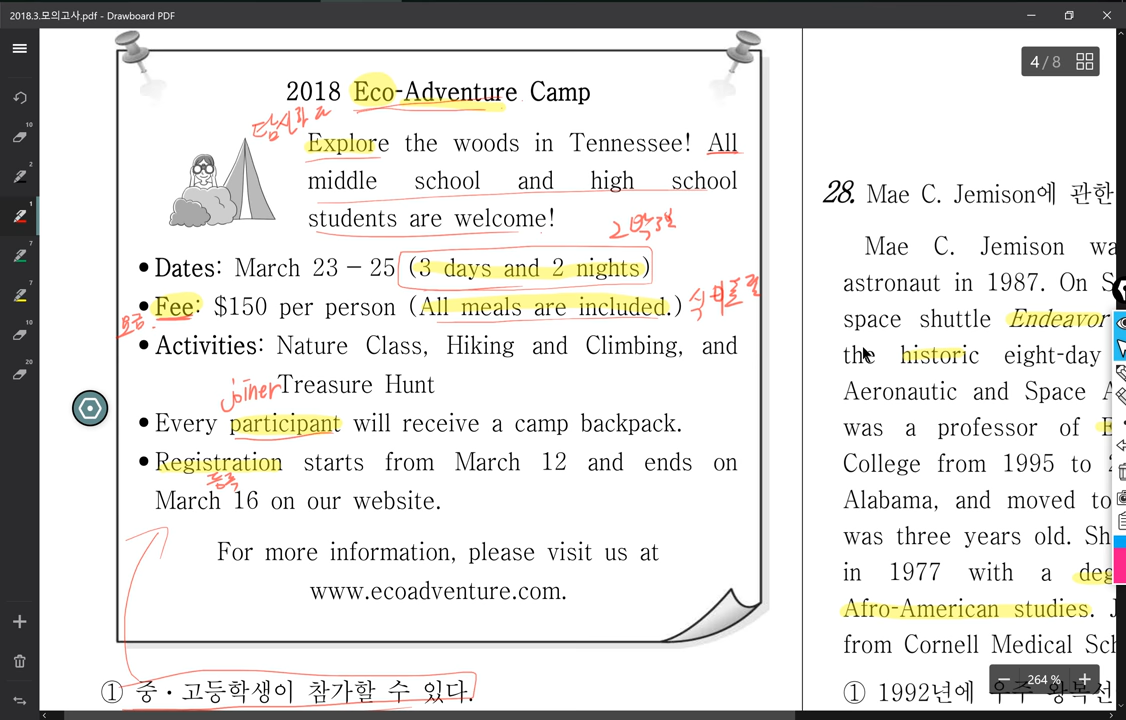 2018.3.모의고사.pdf - Drawboard PDF
4 / 8
2018 Eco-Adventure Camp
탐험하다
Explore the woods in Tennessee! All
middle school and high school
students are welcome!
2박3일
• Dates: March 23 – 25 (3 days and 2 nights)
• Fee: $150 per person (All meals are included.)
요금.
• Activities: Nature Class, Hiking and Climbing, and
joiner
Treasure Hunt
• Every participant will receive a camp backpack.
• Registration starts from March 12 and ends on
등록
March 16 on our website.
For more information, please visit us at
www.ecoadventure.com.
① 중·고등학생이 참가할 수 있다.
28. Mae C. Jemison에 관한
Mae C. Jemison wa
astronaut in 1987. On S
space shuttle Endeavor
the historic eight-day
Aeronautic and Space A
was a professor of E
College from 1995 to 2
Alabama, and moved to
was three years old. Sh
in 1977 with a deg
Afro-American studies. J
from Cornell Medical Sch
① 1992년에 우주 왕복선
264 %
10
2
1
7
7
10
20